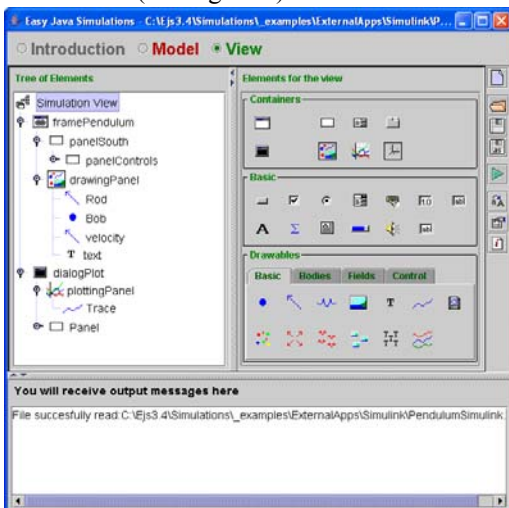 Easy Java Simulations - C:\Ejs3.4\Simulations\_examples\ExternalApps\Simulink\P...
Introduction Model View
Tree of Elements
Simulation View
framePendulum
panelSouth
panelControls
drawingPanel
Rod
Bob
velocity
T text
dialogPlot
plottingPanel
Trace
Panel
Elements for the view
Containers
Basic
A Σ
Drawables
Basic Bodies Fields Control
T
You will receive output messages here
File succesfully read:C:\Ejs3.4\Simulations\_examples\ExternalApps\Simulink\PendulumSimulink.